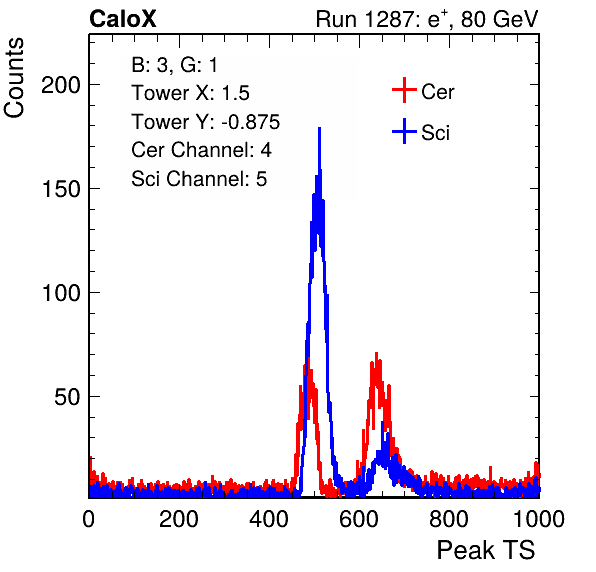 CaloX Run 1287: e+, 80 GeV
B: 3, G: 1
Tower X: 1.5
Tower Y: -0.875
Cer Channel: 4
Sci Channel: 5
Cer
Sci
Counts
200
150
100
50
0 200 400 600 800 1000
Peak TS